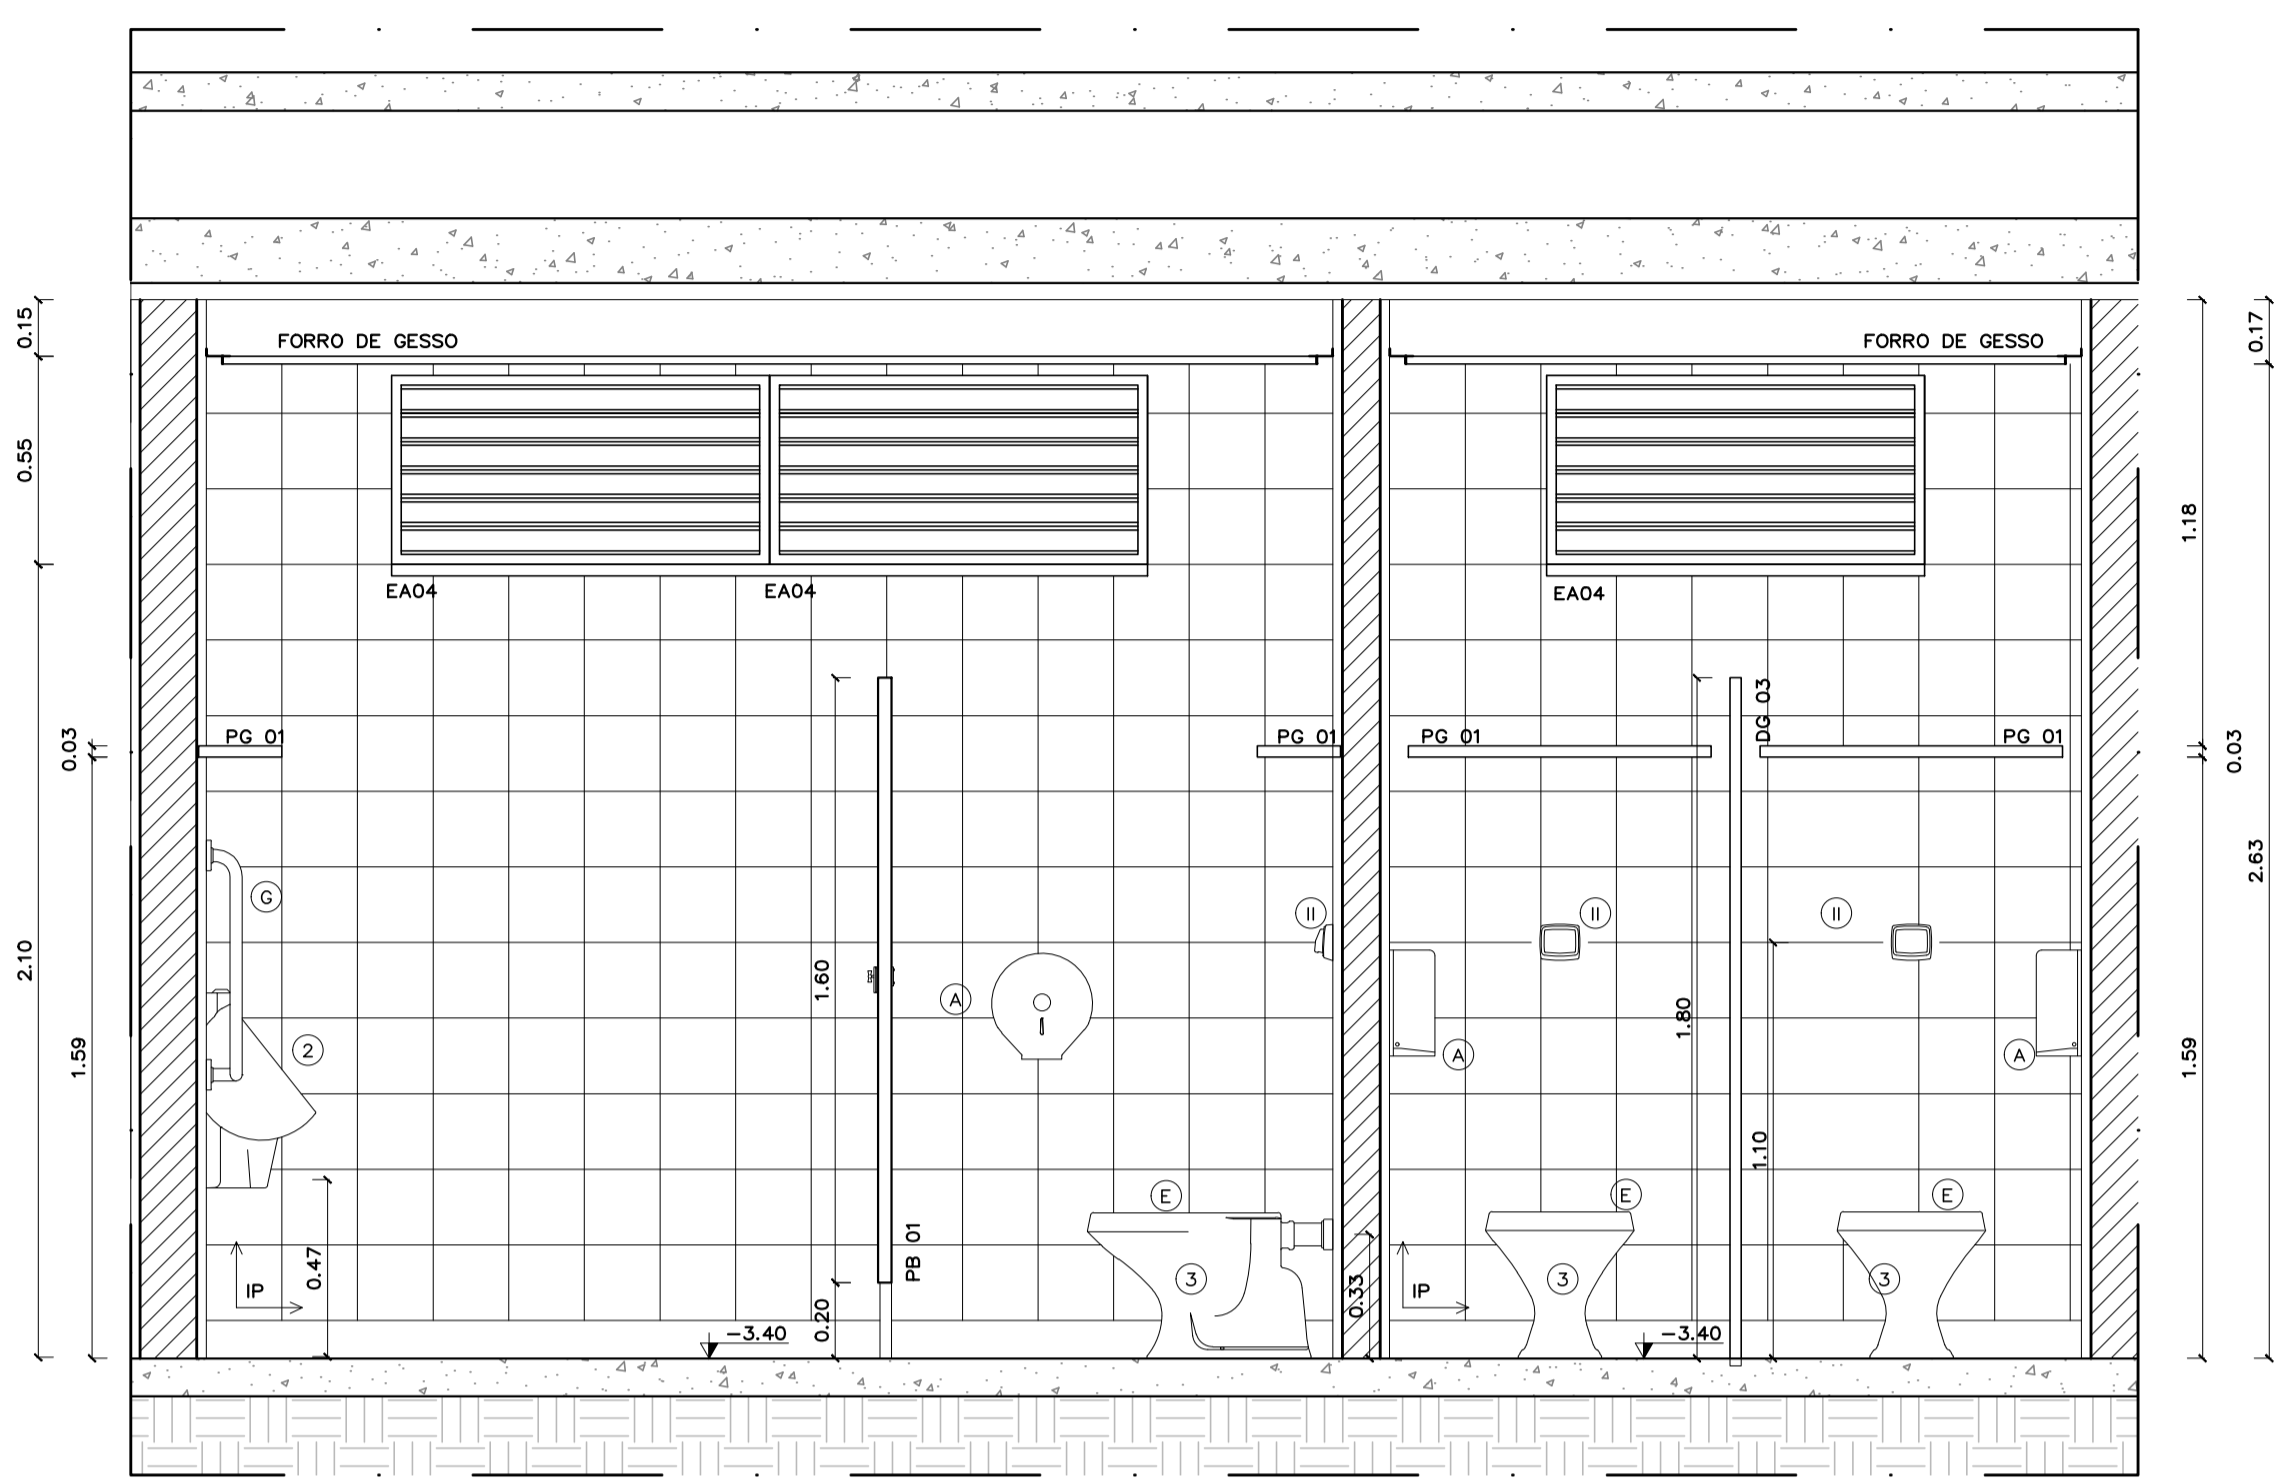 0.15
0.17
FORRO DE GESSO
FORRO DE GESSO
0.55
1.18
EA04
EA04
EA04
DG 03
PG 01
PG 01
PG 01
PG 01
0.03
0.03
2.63
G
II
II
II
2.10
1.60
A
1.80
2
A
A
1.59
1.59
1.10
E
E
E
PB 01
0.47
3
3
3
IP
IP
0.33
0.20
-3.40
-3.40